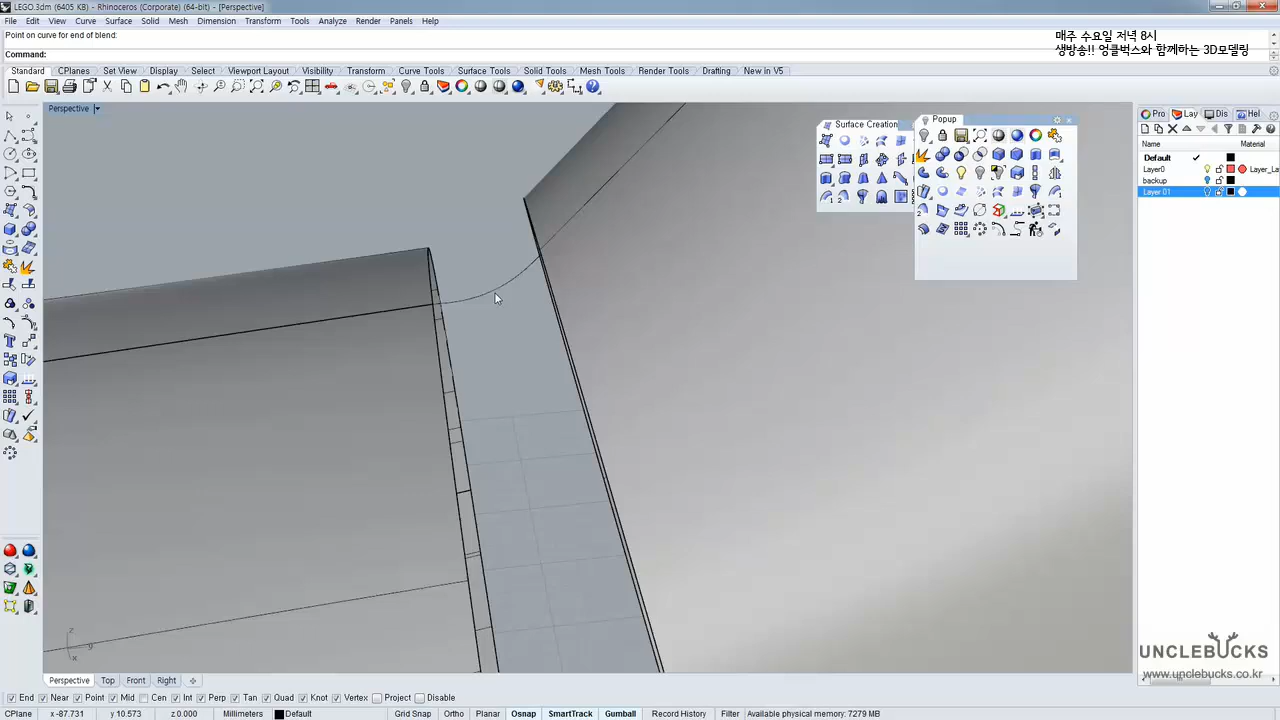 LEGO.3dm (6405 KB) - Rhinoceros (Corporate) (64-bit) - [Perspective]
File Edit View Curve Surface Solid Mesh Dimension Transform Tools Analyze Render Panels Help
Point on curve for end of blend:
매주 수요일 저녁 8시
Command:
생방송!! 엉클벅스와 함께하는 3D모델링
Standard CPlanes Set View Display Select Viewport Layout Visibility Transform Curve Tools Surface Tools Solid Tools Mesh Tools Render Tools Drafting New in V5
Perspective
Surface Creation
Popup
Pro Lay Dis Hel
Name Material
Default
Layer0 Layer_La
backup
Layer 01
z
y
x
UNCLEBUCKS
www.unclebucks.co.kr
Perspective Top Front Right
End Near Point Mid Cen Int Perp Tan Quad Knot Vertex Project Disable
CPlane x -87.731 y 10.573 z 0.000 Millimeters Default Grid Snap Ortho Planar Osnap SmartTrack Gumball Record History Filter Available physical memory: 7279 MB